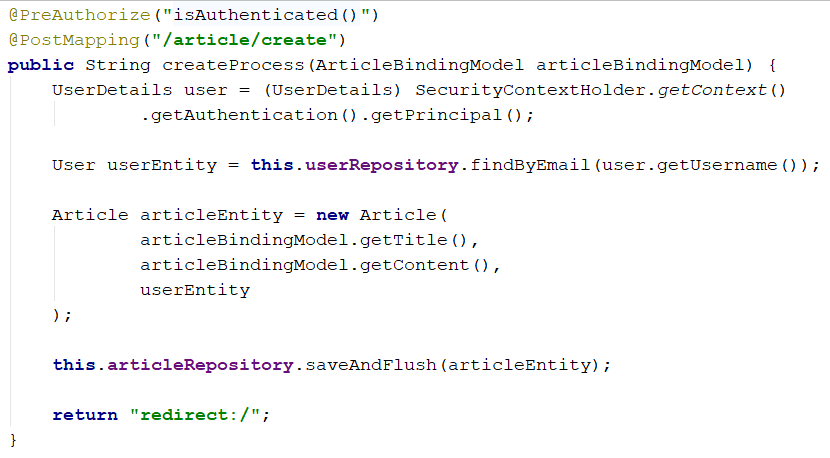 @PreAuthorize("isAuthenticated()")
@PostMapping("/article/create")
public String createProcess(ArticleBindingModel articleBindingModel) {
    UserDetails user = (UserDetails) SecurityContextHolder.getContext()
            .getAuthentication().getPrincipal();

    User userEntity = this.userRepository.findByEmail(user.getUsername());

    Article articleEntity = new Article(
            articleBindingModel.getTitle(),
            articleBindingModel.getContent(),
            userEntity
    );

    this.articleRepository.saveAndFlush(articleEntity);

    return "redirect:/";
}